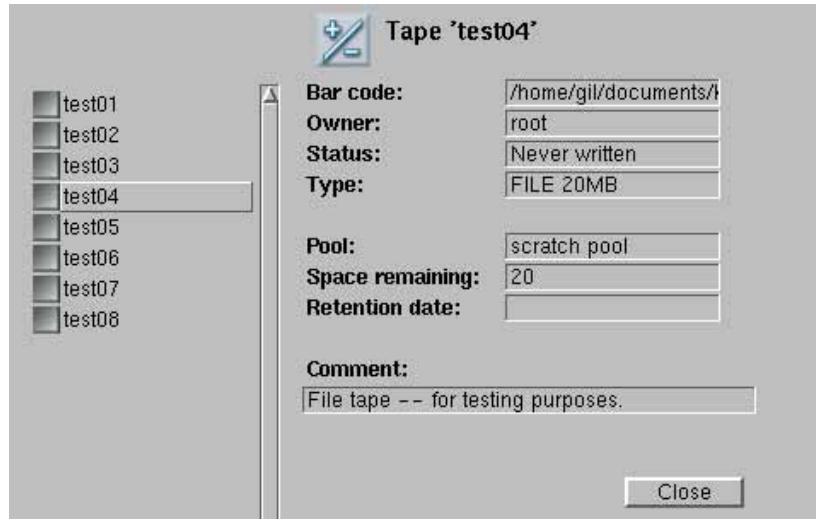 Tape 'test04'
test01
test02
test03
test04
test05
test06
test07
test08
Bar code: /home/gil/documents/
Owner: root
Status: Never written
Type: FILE 20MB
Pool: scratch pool
Space remaining: 20
Retention date:
Comment:
File tape -- for testing purposes.
Close